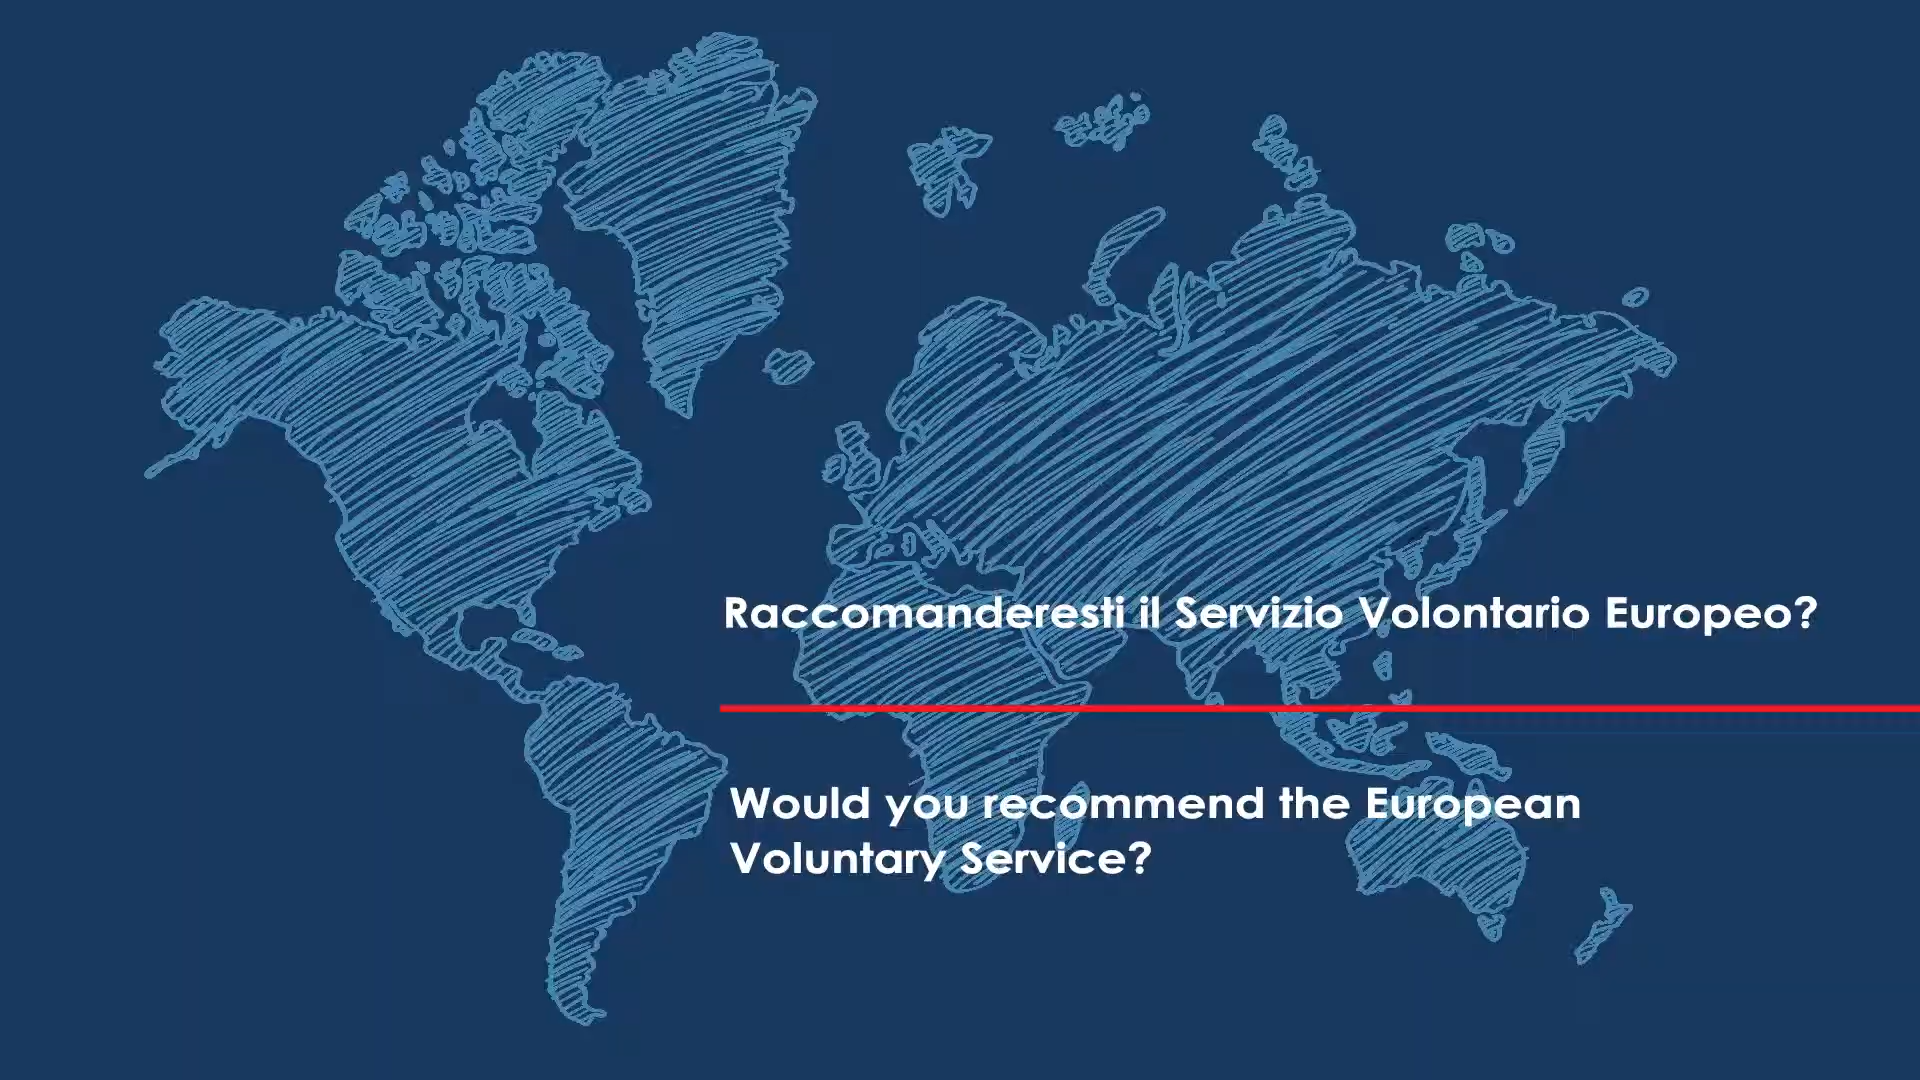 Raccomanderesti il Servizio Volontario Europeo?
Would you recommend the European
Voluntary Service?